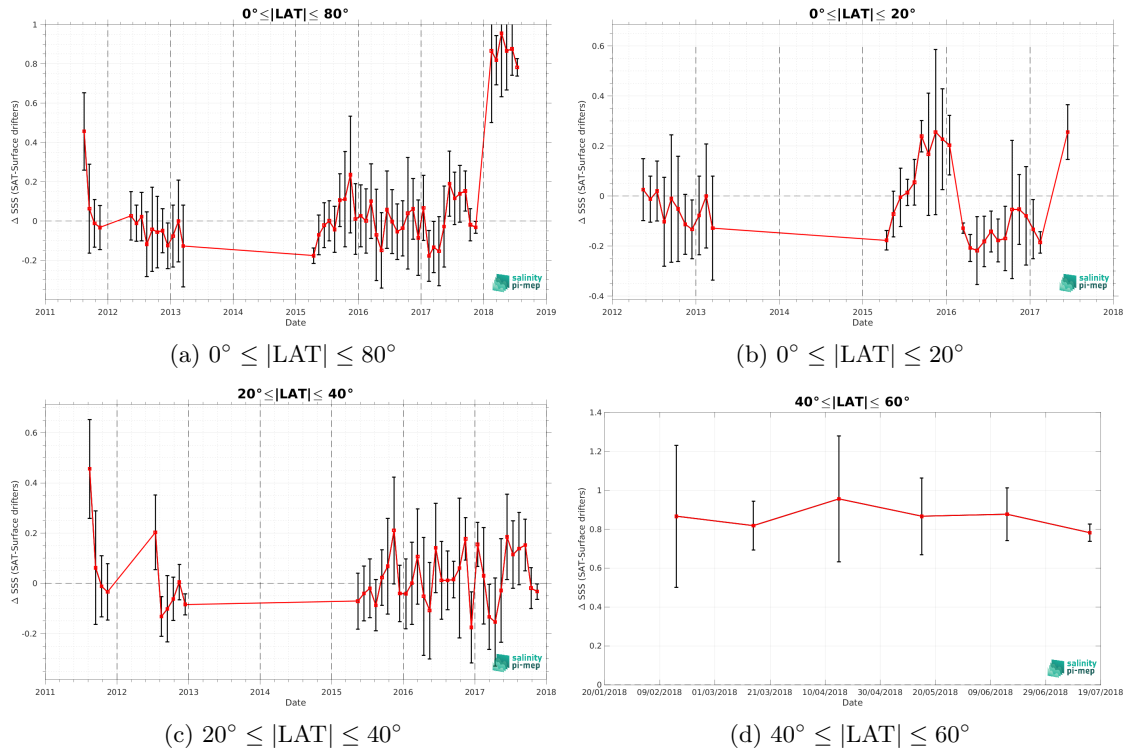 0°≤|LAT|≤ 80°
1
0.8
0.6
0.4
0.2
0
-0.2
Δ SSS (SAT-Surface drifters)
2011 2012 2013 2014 2015 2016 2017 2018 2019
Date
salinity
pi-mep
(a) 0° ≤ |LAT| ≤ 80°
0°≤|LAT|≤ 20°
0.6
0.4
0.2
0
-0.2
-0.4
Δ SSS (SAT-Surface drifters)
2012 2013 2014 2015 2016 2017 2018
Date
salinity
pi-mep
(b) 0° ≤ |LAT| ≤ 20°
20°≤|LAT|≤ 40°
0.6
0.4
0.2
0
-0.2
Δ SSS (SAT-Surface drifters)
2011 2012 2013 2014 2015 2016 2017 2018
Date
salinity
pi-mep
(c) 20° ≤ |LAT| ≤ 40°
40°≤|LAT|≤ 60°
1.4
1.2
1
0.8
0.6
0.4
0.2
0
Δ SSS (SAT-Surface drifters)
20/01/2018 09/02/2018 01/03/2018 21/03/2018 10/04/2018 30/04/2018 20/05/2018 09/06/2018 29/06/2018 19/07/2018
Date
salinity
pi-mep
(d) 40° ≤ |LAT| ≤ 60°